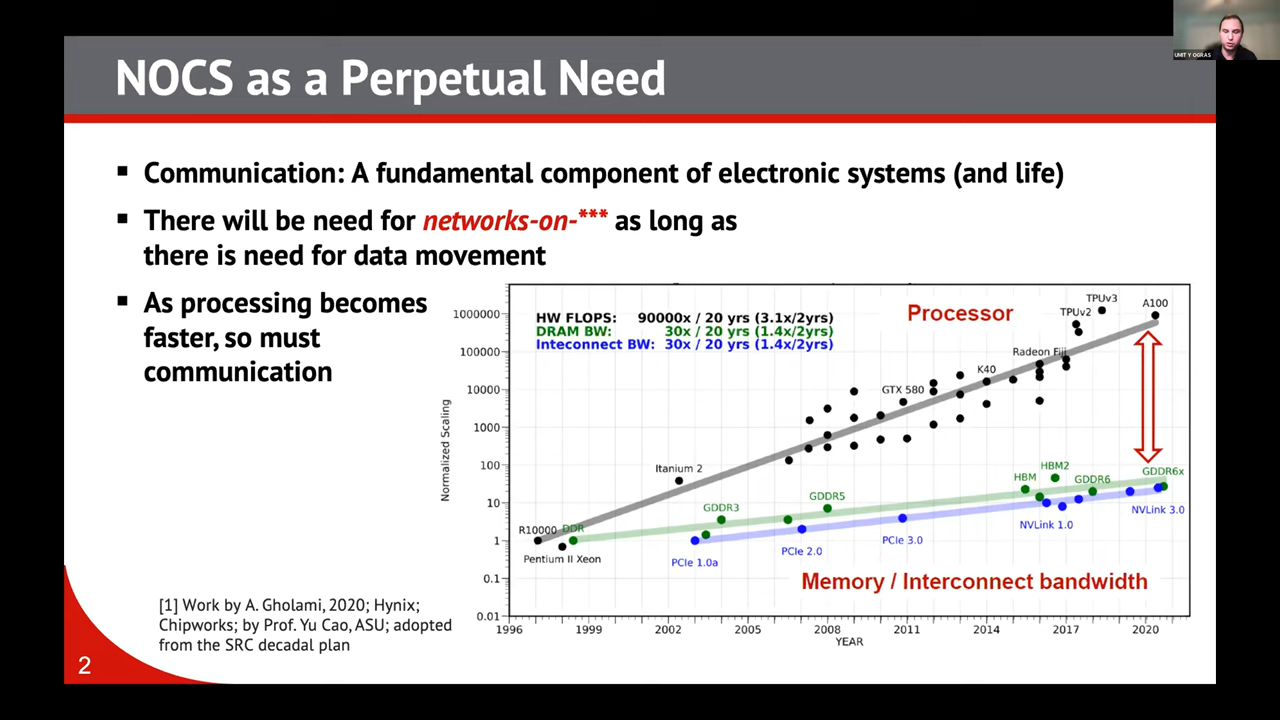 UMIT Y OGRAS
NOCS as a Perpetual Need
▪ Communication: A fundamental component of electronic systems (and life)
▪ There will be need for networks-on-*** as long as
there is need for data movement
▪ As processing becomes
faster, so must
communication
HW FLOPS: 90000x / 20 yrs (3.1x/2yrs)
DRAM BW: 30x / 20 yrs (1.4x/2yrs)
Inteconnect BW: 30x / 20 yrs (1.4x/2yrs)
Processor
TPUv3
A100
TPUv2
Radeon Fiji
K40
GTX 580
Itanium 2
R10000
DDR
Pentium II Xeon
GDDR3
GDDR5
HBM
HBM2
GDDR6
GDDR6x
PCIe 1.0a
PCIe 2.0
PCIe 3.0
NVLink 1.0
NVLink 3.0
Memory / Interconnect bandwidth
Normalized Scaling
1000000
100000
10000
1000
100
10
1
0.1
0.01
1996 1999 2002 2005 2008 2011 2014 2017 2020
YEAR
[1] Work by A. Gholami, 2020; Hynix;
Chipworks; by Prof. Yu Cao, ASU; adopted
from the SRC decadal plan
2